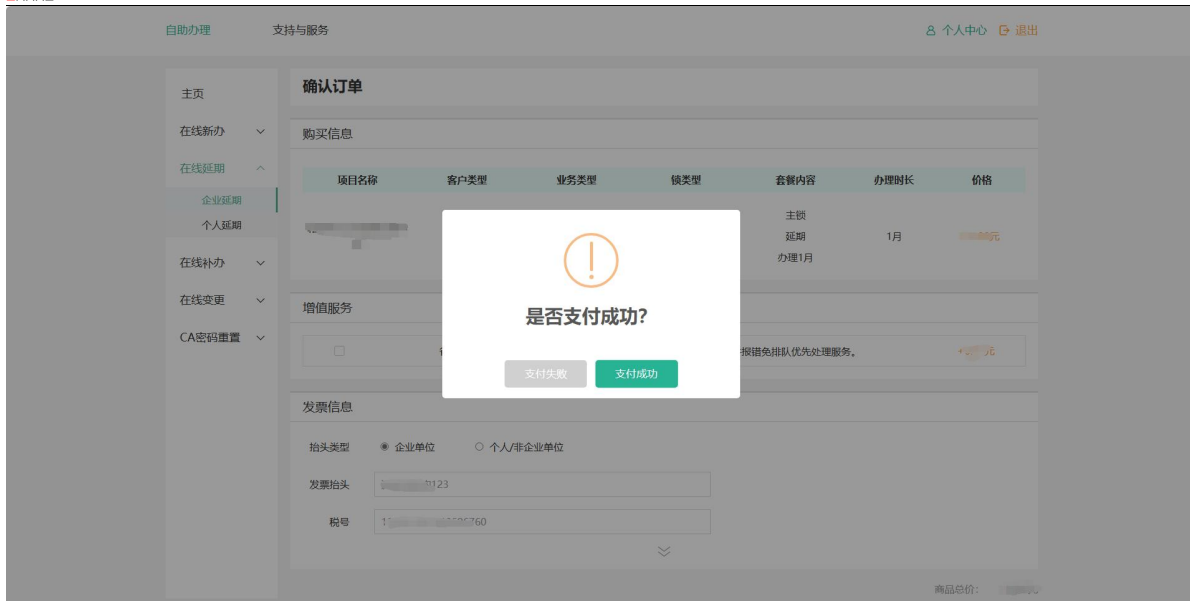 自助办理 支持与服务 个人中心 退出
主页
在线新办
在线延期
企业延期
个人延期
在线补办
在线变更
CA密码重置
确认订单
购买信息
项目名称 客户类型 业务类型 锁类型 套餐内容 办理时长 价格
主锁
延期
办理1月
1月
元
是否支付成功?
支付失败 支付成功
增值服务
报错免排队优先处理服务。
发票信息
抬头类型 企业单位 个人/非企业单位
发票抬头 123
税号 760
商品总价: